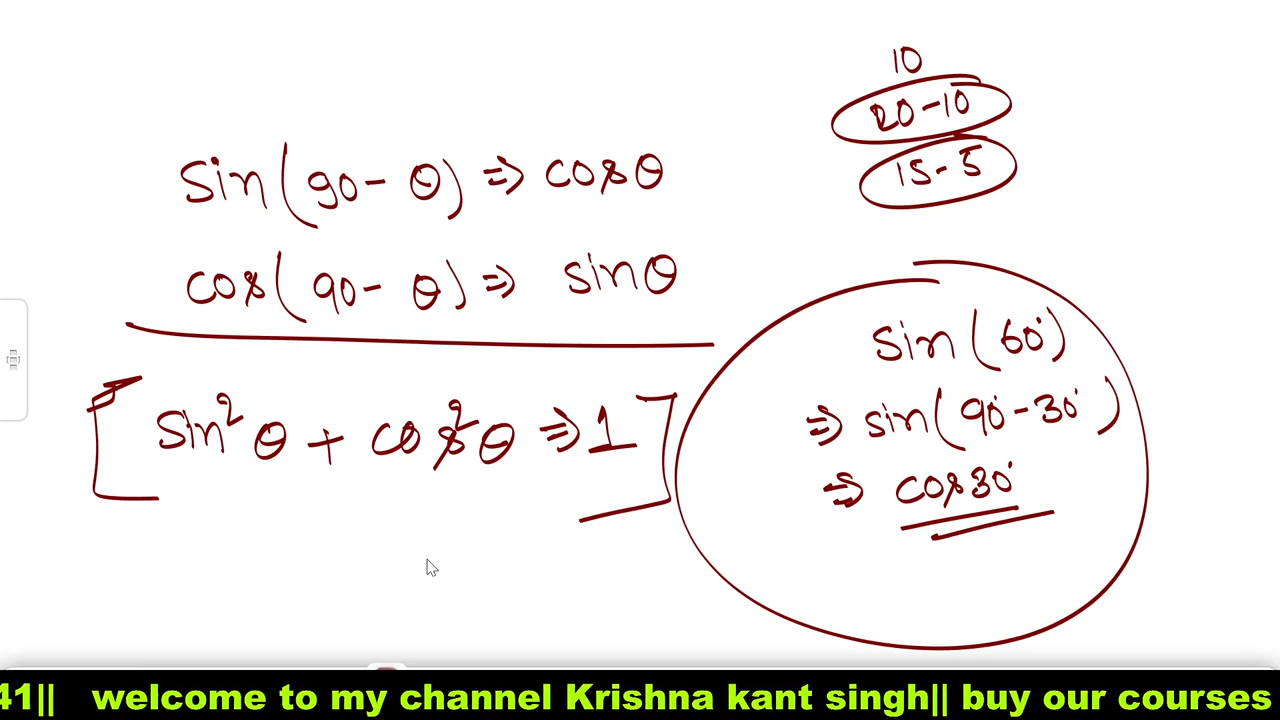 sin(90-θ)⇒cosθ
cos(90-θ)⇒ sinθ
sin²θ + cos²θ ⇒ 1
10
20-10
15-5
sin(60°)
⇒ sin(90°-30°)
⇒ cos30°
41|| welcome to my channel Krishna kant singh|| buy our courses